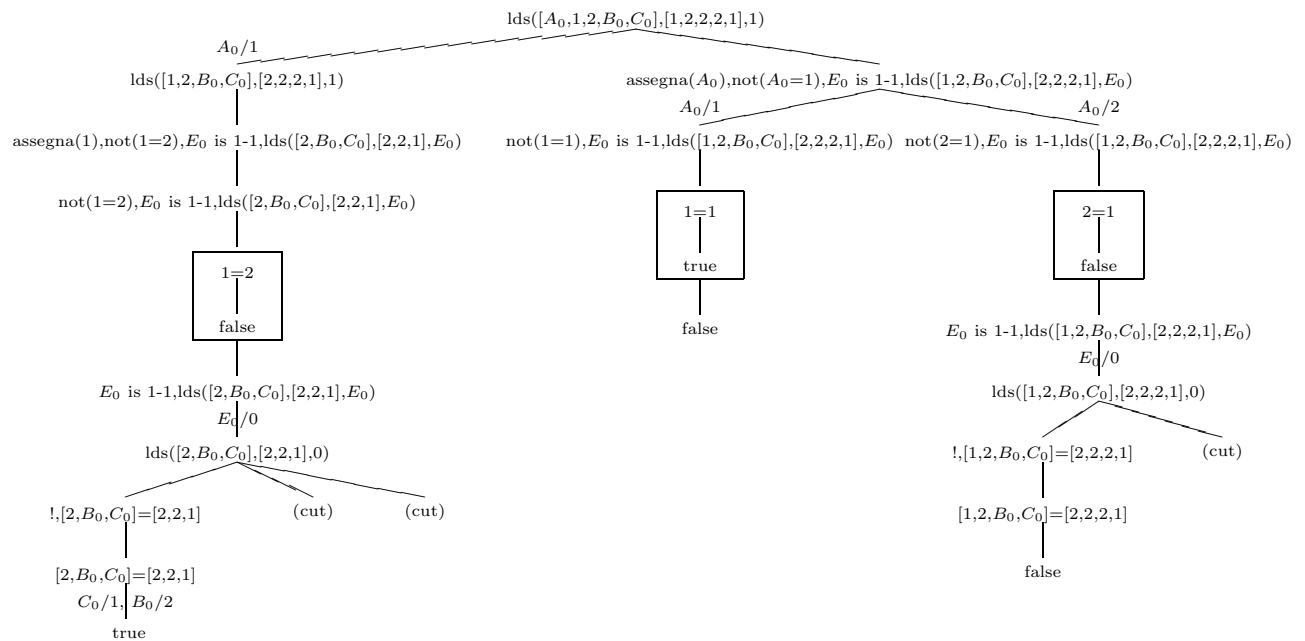 lds([A₀,1,2,B₀,C₀],[1,2,2,2,1],1)
A₀/1
lds([1,2,B₀,C₀],[2,2,2,1],1)
assegna(A₀),not(A₀=1),E₀ is 1-1,lds([1,2,B₀,C₀],[2,2,2,1],E₀)
A₀/1
A₀/2
assegna(1),not(1=2),E₀ is 1-1,lds([2,B₀,C₀],[2,2,1],E₀)
not(1=1),E₀ is 1-1,lds([1,2,B₀,C₀],[2,2,2,1],E₀)
not(2=1),E₀ is 1-1,lds([1,2,B₀,C₀],[2,2,2,1],E₀)
not(1=2),E₀ is 1-1,lds([2,B₀,C₀],[2,2,1],E₀)
1=1
2=1
true
false
1=2
false
false
E₀ is 1-1,lds([1,2,B₀,C₀],[2,2,2,1],E₀)
E₀/0
E₀ is 1-1,lds([2,B₀,C₀],[2,2,1],E₀)
lds([1,2,B₀,C₀],[2,2,2,1],0)
E₀/0
lds([2,B₀,C₀],[2,2,1],0)
!,[1,2,B₀,C₀]=[2,2,2,1]
(cut)
!,[2,B₀,C₀]=[2,2,1]
(cut)
(cut)
[1,2,B₀,C₀]=[2,2,2,1]
[2,B₀,C₀]=[2,2,1]
false
C₀/1, B₀/2
true